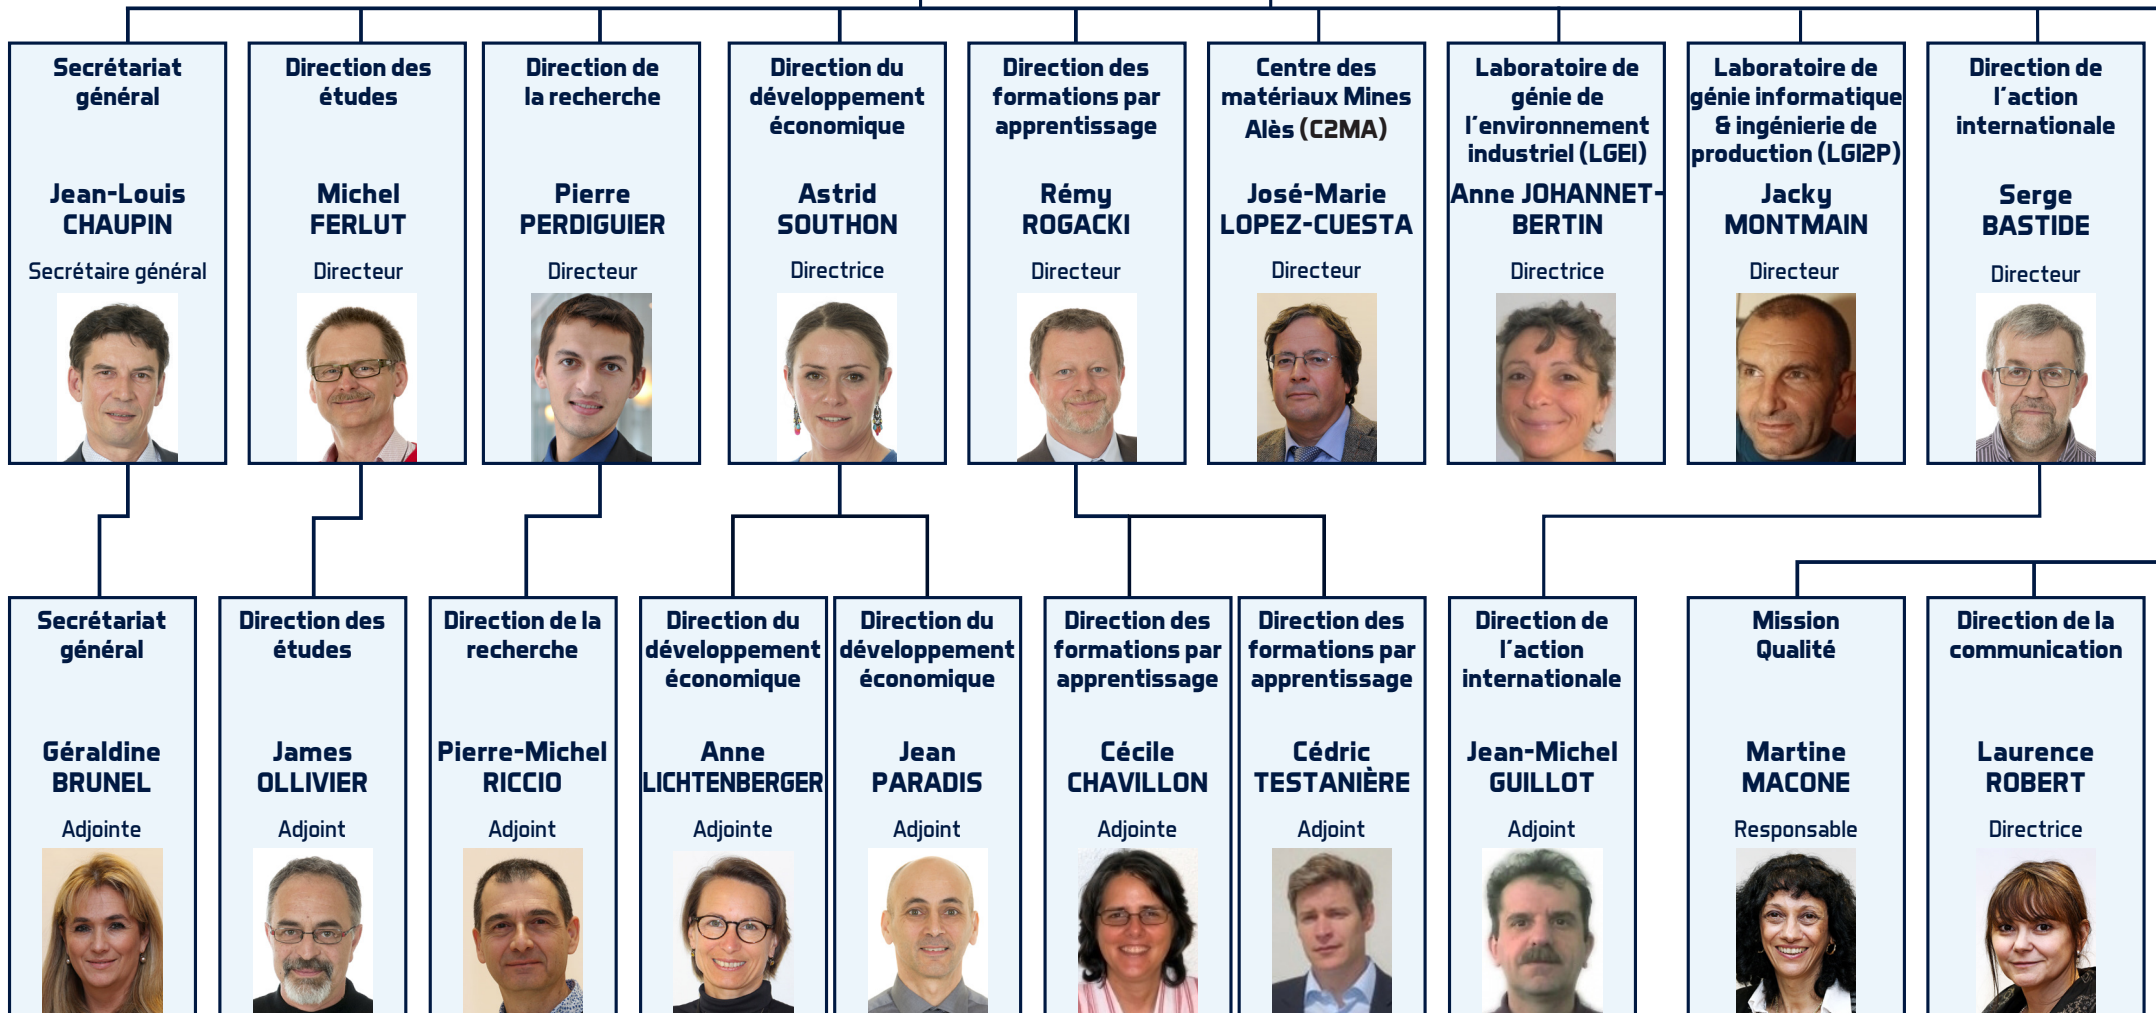 Secrétariat
général
Jean-Louis
CHAUPIN
Secrétaire général
Direction des
études
Michel
FERLUT
Directeur
Direction de
la recherche
Pierre
PERDIGUIER
Directeur
Direction du
développement
économique
Astrid
SOUTHON
Directrice
Direction des
formations par
apprentissage
Rémy
ROGACKI
Directeur
Centre des
matériaux Mines
Alès (C2MA)
José-Marie
LOPEZ-CUESTA
Directeur
Laboratoire de
génie de
l'environnement
industriel (LGEI)
Anne JOHANNET-
BERTIN
Directrice
Laboratoire de
génie informatique
& ingénierie de
production (LGI2P)
Jacky
MONTMAIN
Directeur
Direction de
l'action
internationale
Serge
BASTIDE
Directeur
Secrétariat
général
Géraldine
BRUNEL
Adjointe
Direction des
études
James
OLLIVIER
Adjoint
Direction de la
recherche
Pierre-Michel
RICCIO
Adjoint
Direction du
développement
économique
Anne
LICHTENBERGER
Adjointe
Direction du
développement
économique
Jean
PARADIS
Adjoint
Direction des
formations par
apprentissage
Cécile
CHAVILLON
Adjointe
Direction des
formations par
apprentissage
Cédric
TESTANIÈRE
Adjoint
Direction de
l'action
internationale
Jean-Michel
GUILLOT
Adjoint
Mission
Qualité
Martine
MACONE
Responsable
Direction de la
communication
Laurence
ROBERT
Directrice